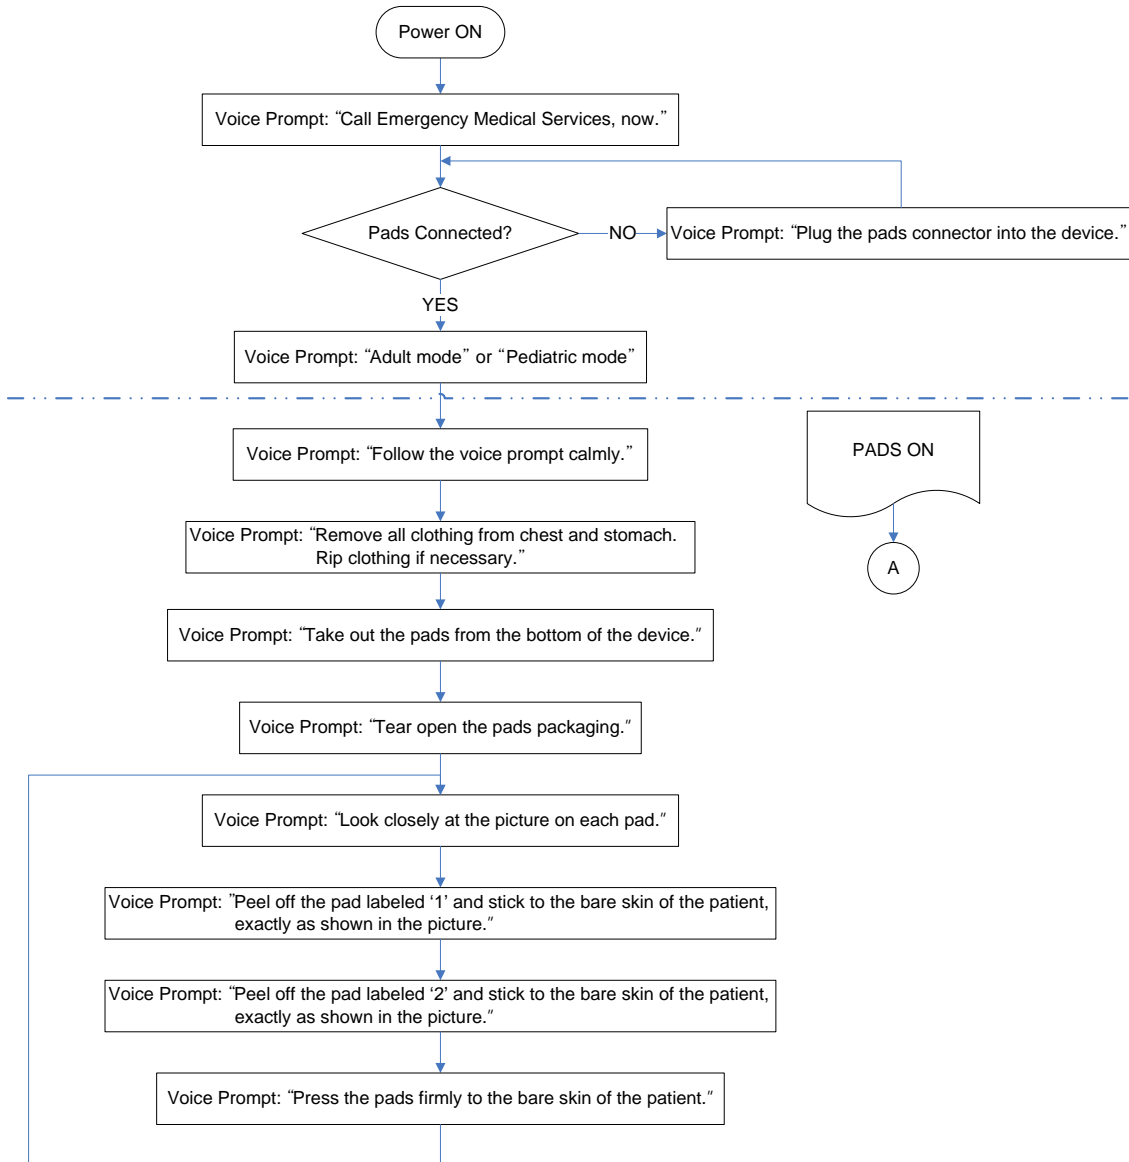 Power ON
Voice Prompt: “Call Emergency Medical Services, now.”
Pads Connected?
NO
Voice Prompt: “Plug the pads connector into the device.”
YES
Voice Prompt: “Adult mode” or “Pediatric mode”
Voice Prompt: “Follow the voice prompt calmly.”
PADS ON
Voice Prompt: “Remove all clothing from chest and stomach.
Rip clothing if necessary.”
A
Voice Prompt: “Take out the pads from the bottom of the device.”
Voice Prompt: “Tear open the pads packaging.”
Voice Prompt: “Look closely at the picture on each pad.”
Voice Prompt: ”Peel off the pad labeled ‘1’ and stick to the bare skin of the patient,
exactly as shown in the picture.”
Voice Prompt: “Peel off the pad labeled ‘2’ and stick to the bare skin of the patient,
exactly as shown in the picture.”
Voice Prompt: “Press the pads firmly to the bare skin of the patient.”